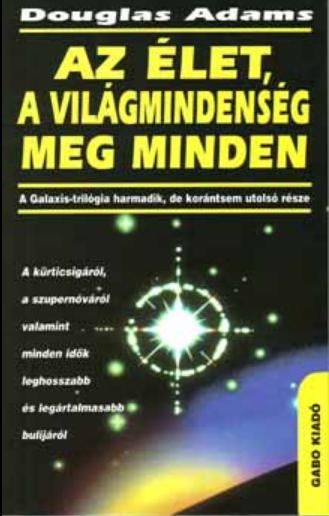 Douglas Adams
AZ ÉLET,
A VILÁGMINDENSÉG
MEG MINDEN
A Galaxis-trilógia harmadik, de korántsem utolsó része
A kürticsigáról,
a szupernóváról
valamint
minden idők
leghosszabb
és legártalmasabb
bulijáról
GABO KIADÓ